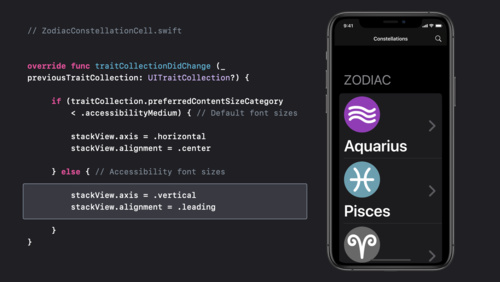 // ZodiacConstellationCell.swift
override func traitCollectionDidChange (_
previousTraitCollection: UITraitCollection?) {
if (traitCollection.preferredContentSizeCategory
< .accessibilityMedium) { // Default font sizes
stackView.axis = .horizontal
stackView.alignment = .center
} else { // Accessibility font sizes
stackView.axis = .vertical
stackView.alignment = .leading
}
}
9:41
Constellations
ZODIAC
Aquarius
Pisces